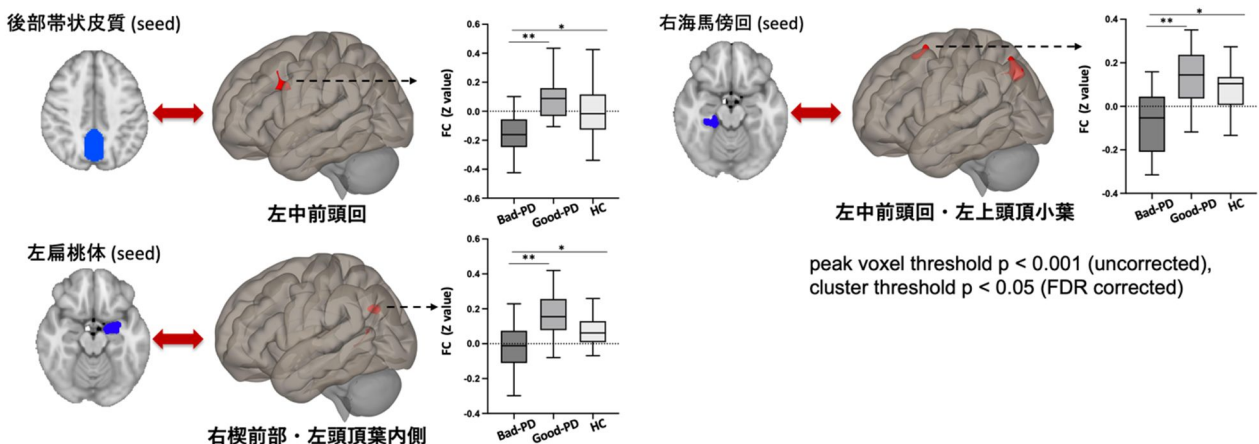 後部帯状皮質 (seed)
左中前頭回
FC (Z value)
0.6
0.4
0.2
0.0
-0.2
-0.4
-0.6
**
*
Bad-PD
Good-PD
HC
右海馬傍回 (seed)
左中前頭回・左上頭頂小葉
FC (Z value)
0.4
0.2
0.0
-0.2
-0.4
**
*
Bad-PD
Good-PD
HC
左扁桃体 (seed)
右楔前部・左頭頂葉内側
FC (Z value)
0.6
0.4
0.2
0.0
-0.2
-0.4
**
*
Bad-PD
Good-PD
HC
peak voxel threshold p < 0.001 (uncorrected),
cluster threshold p < 0.05 (FDR corrected)